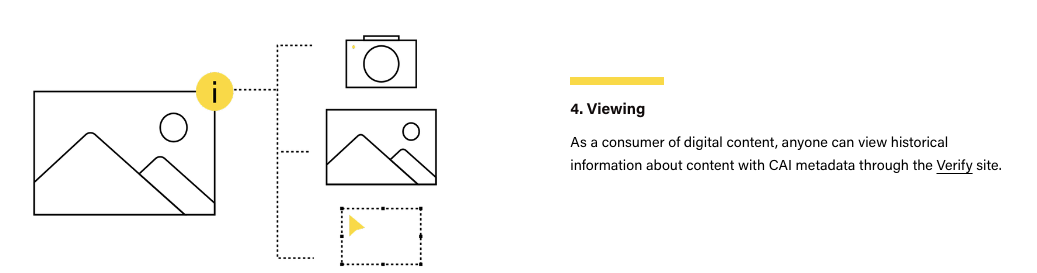 i
4. Viewing
As a consumer of digital content, anyone can view historical
information about content with CAI metadata through the Verify site.